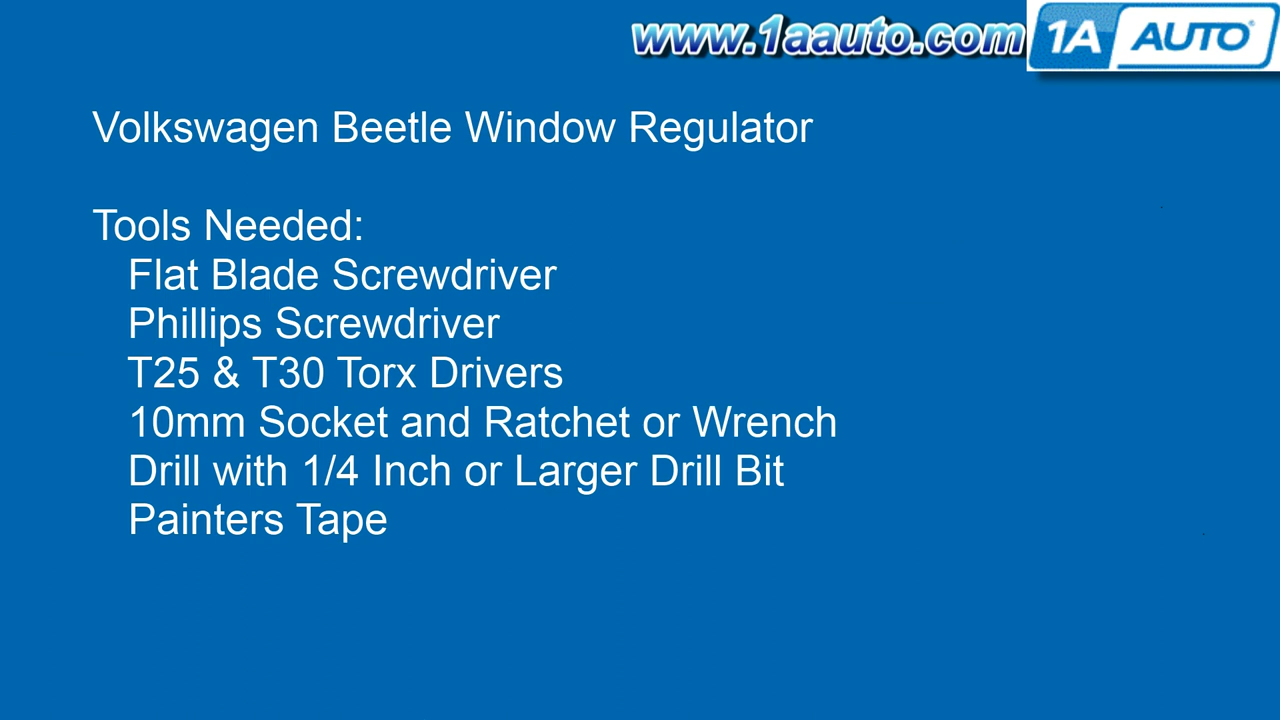 www.1aauto.com 1A AUTO
Volkswagen Beetle Window Regulator
Tools Needed:
Flat Blade Screwdriver
Phillips Screwdriver
T25 & T30 Torx Drivers
10mm Socket and Ratchet or Wrench
Drill with 1/4 Inch or Larger Drill Bit
Painters Tape